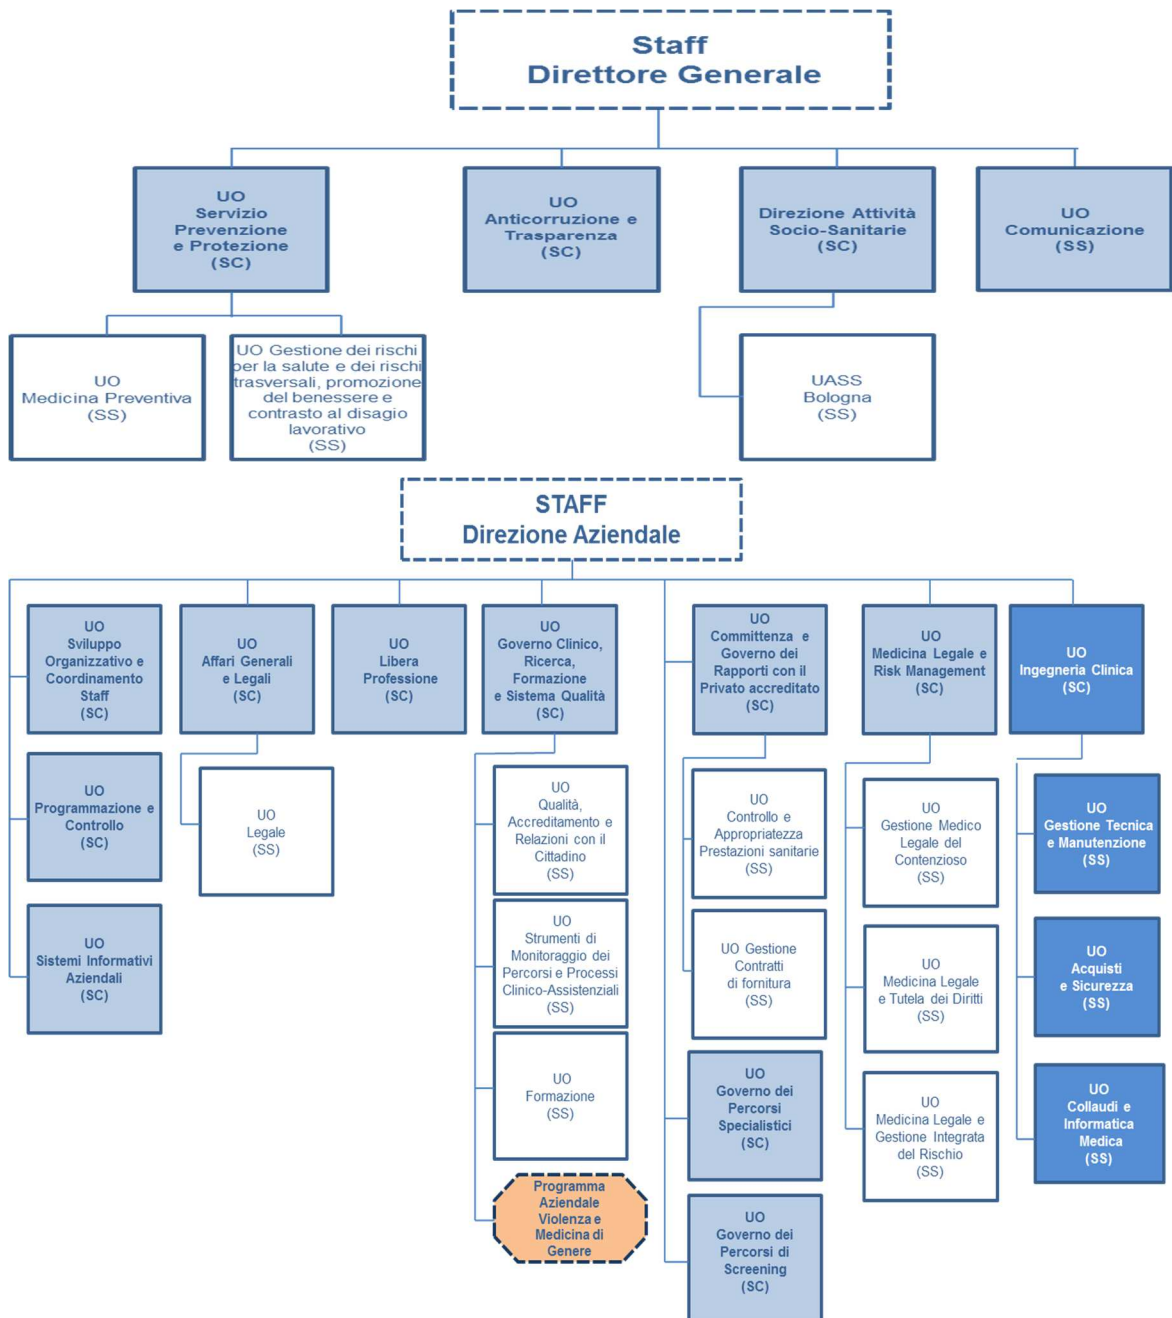 Staff
Direttore Generale
UO
Servizio
Prevenzione
e Protezione
(SC)
UO
Anticorruzione e
Trasparenza
(SC)
Direzione Attività
Socio-Sanitarie
(SC)
UO
Comunicazione
(SS)
UO
Medicina Preventiva
(SS)
UO Gestione dei rischi
per la salute e dei rischi
trasversali, promozione
del benessere e
contrasto al disagio
lavorativo
(SS)
UASS
Bologna
(SS)
STAFF
Direzione Aziendale
UO
Sviluppo
Organizzativo e
Coordinamento
Staff
(SC)
UO
Affari Generali
e Legali
(SC)
UO
Libera
Professione
(SC)
UO
Governo Clinico,
Ricerca,
Formazione
e Sistema Qualità
(SC)
UO
Committenza e
Governo dei
Rapporti con il
Privato accreditato
(SC)
UO
Medicina Legale e
Risk Management
(SC)
UO
Ingegneria Clinica
(SC)
UO
Programmazione e
Controllo
(SC)
UO
Legale
(SS)
UO
Qualità,
Accreditamento e
Relazioni con il
Cittadino
(SS)
UO
Controllo e
Appropriatezza
Prestazioni sanitarie
(SS)
UO
Gestione Medico
Legale del
Contenzioso
(SS)
UO
Gestione Tecnica
e Manutenzione
(SS)
UO
Sistemi Informativi
Aziendali
(SC)
UO
Strumenti di
Monitoraggio dei
Percorsi e Processi
Clinico-Assistenziali
(SS)
UO Gestione
Contratti
di fornitura
(SS)
UO
Medicina Legale
e Tutela dei Diritti
(SS)
UO
Acquisti
e Sicurezza
(SS)
UO
Formazione
(SS)
UO
Governo dei
Percorsi
Specialistici
(SC)
UO
Medicina Legale e
Gestione Integrata
del Rischio
(SS)
UO
Collaudi e
Informatica
Medica
(SS)
Programma
Aziendale
Violenza e
Medicina di
Genere
UO
Governo dei
Percorsi di
Screening
(SC)